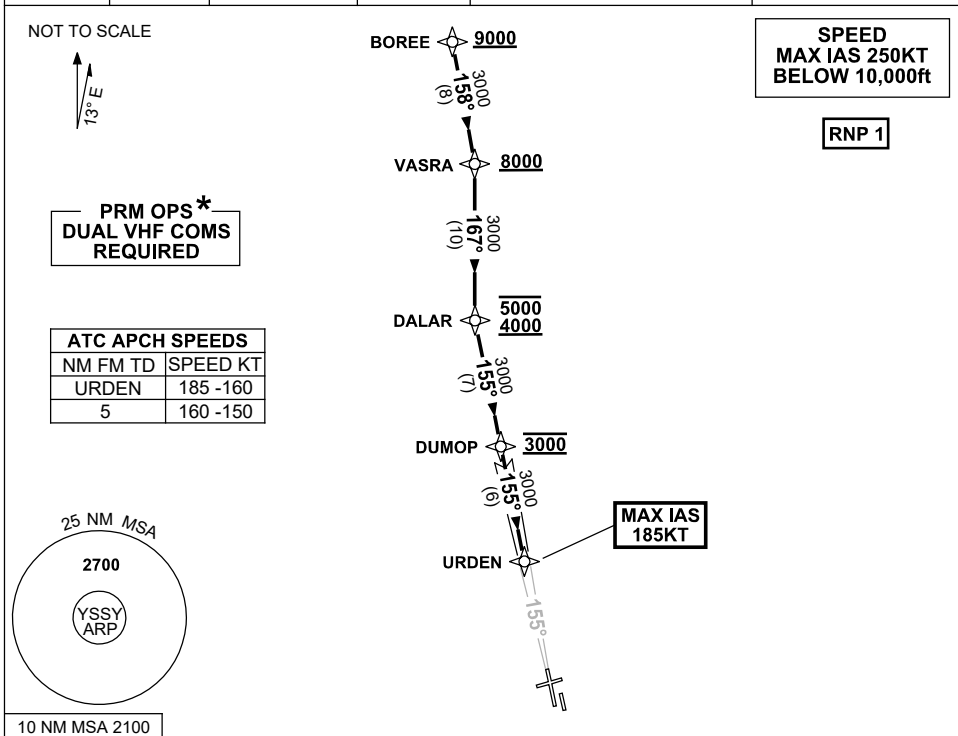 NOT TO SCALE
13° E
BOREE 9000
SPEED
MAX IAS 250KT
BELOW 10,000ft
RNP 1
3000
158°
(8)
VASRA 8000
PRM OPS*
DUAL VHF COMS
REQUIRED
3000
167°
(10)
DALAR 5000
4000
ATC APCH SPEEDS
NM FM TD SPEED KT
URDEN 185 -160
5 160 -150
3000
155°
(7)
DUMOP 3000
3000
155°
(6)
MAX IAS
185KT
URDEN
155°
25 NM MSA
2700
YSSY
ARP
10 NM MSA 2100